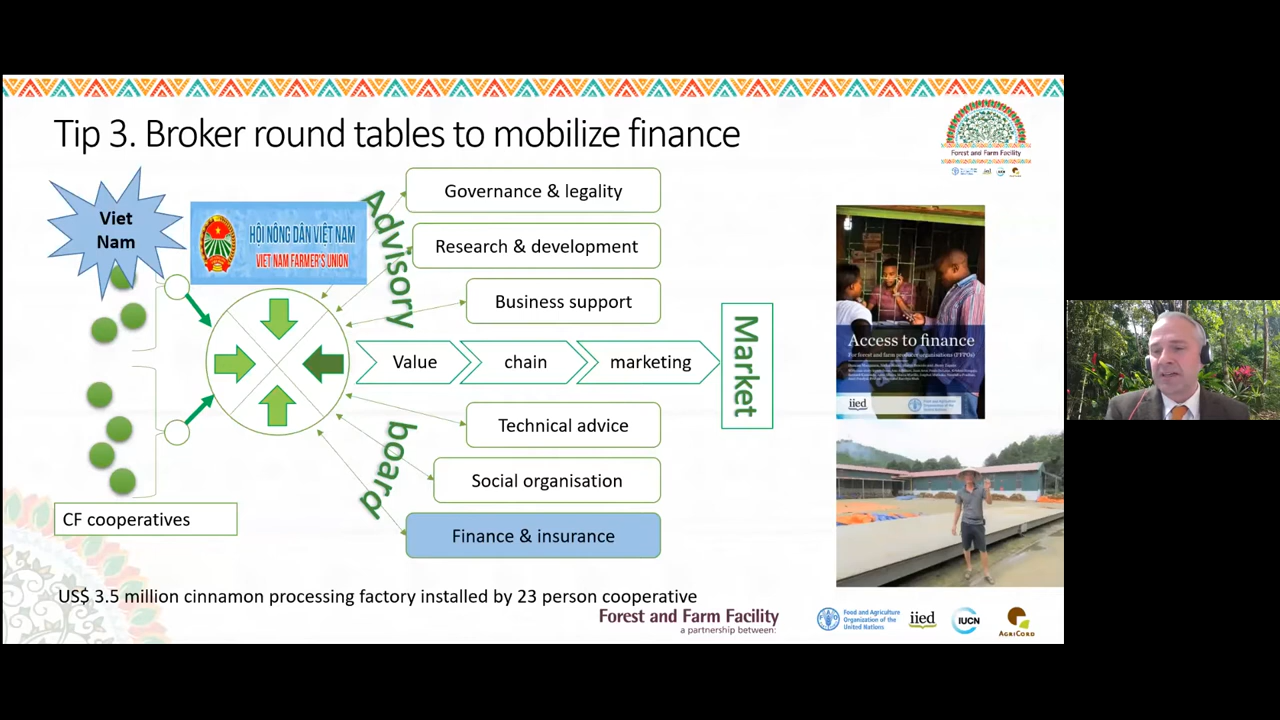 Tip 3. Broker round tables to mobilize finance
Forest and Farm Facility
Viet
Nam
HỘI NÔNG DÂN VIỆT NAM
VIET NAM FARMER'S UNION
Advisory
board
Governance & legality
Research & development
Business support
Value
chain
marketing
Market
Technical advice
Social organisation
Finance & insurance
CF cooperatives
Access to finance
For forest and farm producer organisations (FFPOs)
iied
US$ 3.5 million cinnamon processing factory installed by 23 person cooperative
Forest and Farm Facility
a partnership between:
Food and Agriculture
Organization of the
United Nations
iied
IUCN
AGRICORD